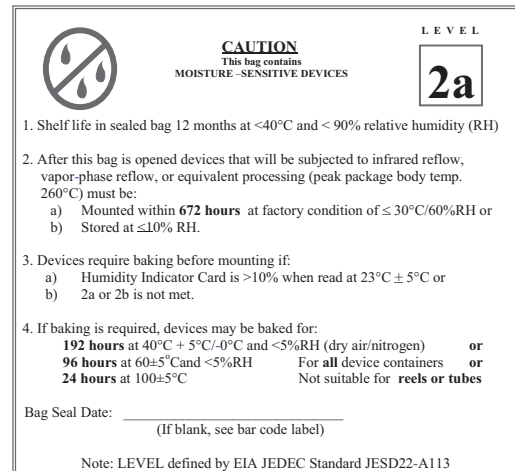 L E V E L
CAUTION
This bag contains
MOISTURE –SENSITIVE DEVICES
2a
1. Shelf life in sealed bag 12 months at <40°C and < 90% relative humidity (RH)
2. After this bag is opened devices that will be subjected to infrared reflow,
vapor-phase reflow, or equivalent processing (peak package body temp.
260°C) must be:
a) Mounted within 672 hours at factory condition of ≤ 30°C/60%RH or
b) Stored at ≤10% RH.
3. Devices require baking before mounting if:
a) Humidity Indicator Card is >10% when read at 23°C ± 5°C or
b) 2a or 2b is not met.
4. If baking is required, devices may be baked for:
192 hours at 40°C + 5°C/-0°C and <5%RH (dry air/nitrogen) or
96 hours at 60±5°Cand <5%RH For all device containers or
24 hours at 100±5°C Not suitable for reels or tubes
Bag Seal Date: ____________________________
(If blank, see bar code label)
Note: LEVEL defined by EIA JEDEC Standard JESD22-A113